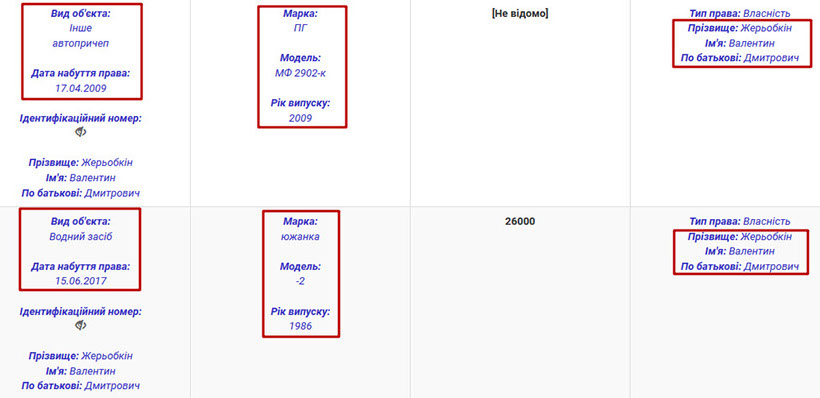 Вид об'єкта:
Інше
автопричеп
Дата набуття права:
17.04.2009
Ідентифікаційний номер:
Прізвище: Жерьобкін
Ім'я: Валентин
По батькові: Дмитрович
Марка:
ПГ
Модель:
МФ 2902-к
Рік випуску:
2009
[Не відомо]
Тип права: Власність
Прізвище: Жерьобкін
Ім'я: Валентин
По батькові: Дмитрович
Вид об'єкта:
Водний засіб
Дата набуття права:
15.06.2017
Ідентифікаційний номер:
Прізвище: Жерьобкін
Ім'я: Валентин
По батькові: Дмитрович
Марка:
южанка
Модель:
-2
Рік випуску:
1986
26000
Тип права: Власність
Прізвище: Жерьобкін
Ім'я: Валентин
По батькові: Дмитрович